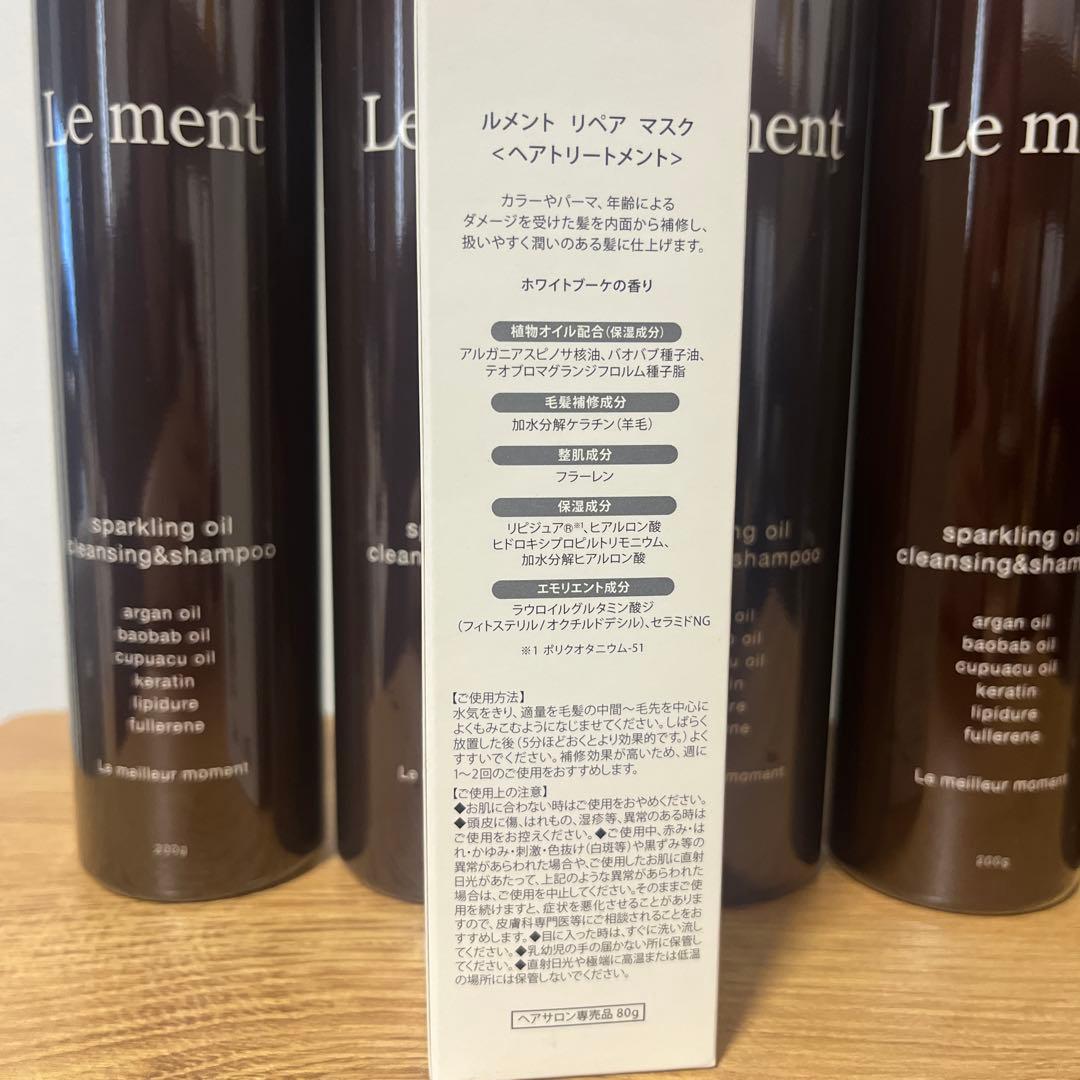 Le ment
sparkling oil
cleansing&shampoo
argan oil
baobab oil
cupuacu oil
keratin
lipidure
fullerene
Le meilleur moment
200g
Le
ルメント リペア マスク
<ヘアトリートメント>
カラーやパーマ、年齢による
ダメージを受けた髪を内面から補修し、
扱いやすく潤いのある髪に仕上げます。
ホワイトブーケの香り
植物オイル配合(保湿成分)
アルガニアスピノサ核油、バオバブ種子油、
テオブロマグランジフロルム種子脂
毛髪補修成分
加水分解ケラチン(羊毛)
整肌成分
フラーレン
保湿成分
リピジュア®※1、ヒアルロン酸
ヒドロキシプロピルトリモニウム、
加水分解ヒアルロン酸
エモリエント成分
ラウロイルグルタミン酸ジ
(フィトステリル/オクチルドデシル)、セラミドNG
※1 ポリクオタニウム-51
【ご使用方法】
水気をきり、適量を毛髪の中間〜毛先を中心に
よくもみこむようになじませてください。しばらく
放置した後(5分ほどおくとより効果的です。)よく
すすいでください。補修効果が高いため、週に
1〜2回のご使用をおすすめします。
【ご使用上の注意】
◆お肌に合わない時はご使用をおやめください。
◆頭皮に傷、はれもの、湿疹等、異常のある時は
ご使用をお控えください。◆ご使用中、赤み・は
れ・かゆみ・刺激・色抜け(白斑等)や黒ずみ等の
異常があらわれた場合や、ご使用したお肌に直射
日光があたって、上記のような異常があらわれた
場合は、ご使用を中止してください。そのままご使
用を続けますと、症状を悪化させることがありま
すので、皮膚科専門医等にご相談されることをお
すすめします。◆目に入った時は、すぐに洗い流し
てください。◆乳幼児の手の届かない所に保管し
てください。◆直射日光や極端に高温または低温
の場所には保管しないでください。
ヘアサロン専売品 80g
ment
ng oil
shampoo
oil
oil
Le m
sparkling oi
cleansing&sham
argan oil
baobab oil
cupuacu oil
keratin
lipidure
fullerene
Le meilleur moment
200g